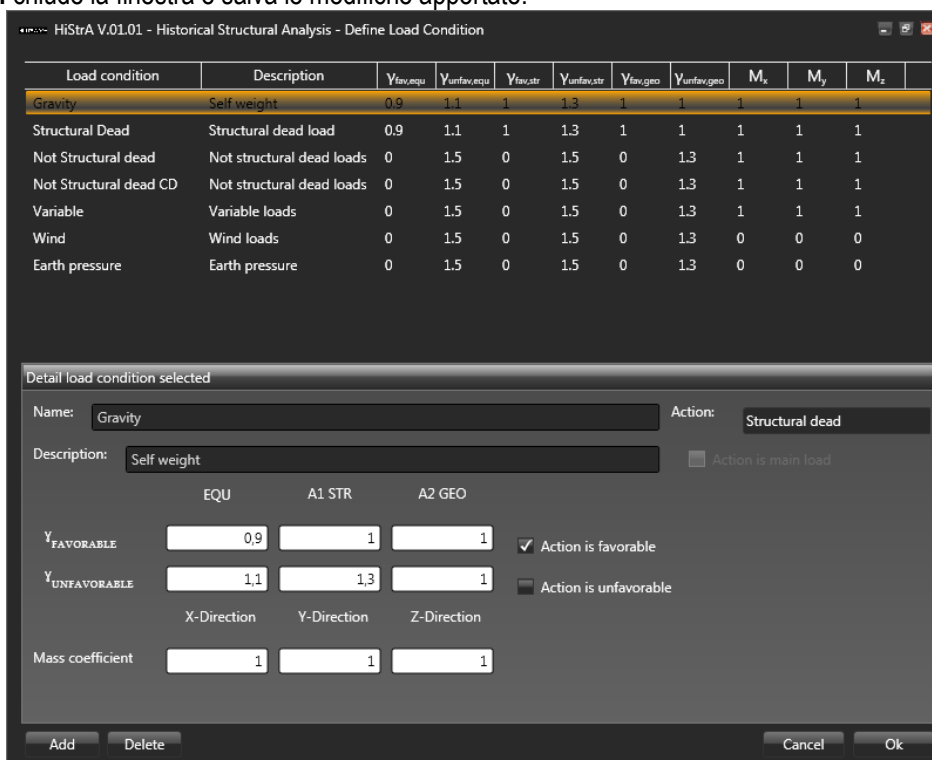 chiude la finestra e salva le modifiche apportate.
HiStrA V.01.01 - Historical Structural Analysis - Define Load Condition
Load condition Description γfav,equ γunfav,equ γfav,str γunfav,str γfav,geo γunfav,geo Mx My Mz
Gravity Self weight 0.9 1.1 1 1.3 1 1 1 1 1
Structural Dead Structural dead load 0.9 1.1 1 1.3 1 1 1 1 1
Not Structural dead Not structural dead loads 0 1.5 0 1.5 0 1.3 1 1 1
Not Structural dead CD Not structural dead loads 0 1.5 0 1.5 0 1.3 1 1 1
Variable Variable loads 0 1.5 0 1.5 0 1.3 1 1 1
Wind Wind loads 0 1.5 0 1.5 0 1.3 0 0 0
Earth pressure Earth pressure 0 1.5 0 1.5 0 1.3 0 0 0
Detail load condition selected
Name: Gravity Action: Structural dead
Description: Self weight Action is main load
EQU A1 STR A2 GEO
γFAVORABLE 0,9 1 1 Action is favorable
γUNFAVORABLE 1,1 1,3 1 Action is unfavorable
X-Direction Y-Direction Z-Direction
Mass coefficient 1 1 1
Add Delete Cancel Ok